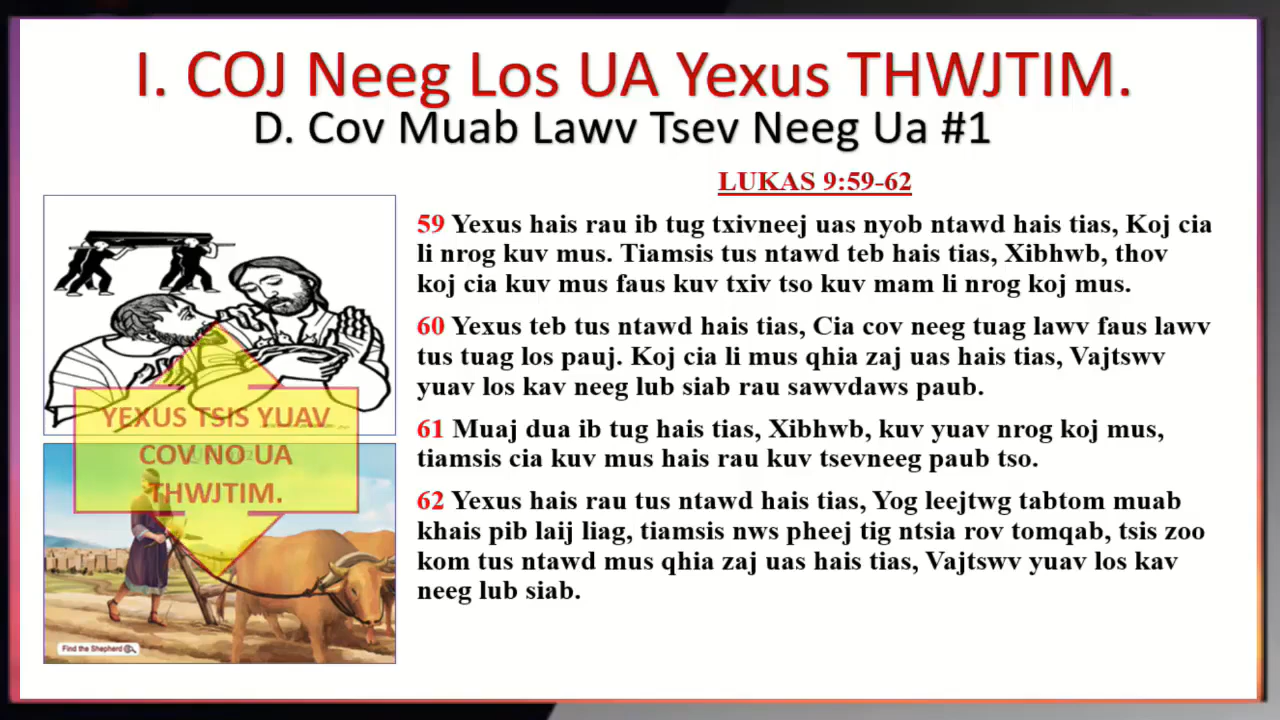 I. COJ Neeg Los UA Yexus THWJTIM.
D. Cov Muab Lawv Tsev Neeg Ua #1
LUKAS 9:59-62
59 Yexus hais rau ib tug txivneej uas nyob ntawd hais tias, Koj cia
li nrog kuv mus. Tiamsis tus ntawd teb hais tias, Xibhwb, thov
koj cia kuv mus faus kuv txiv tso kuv mam li nrog koj mus.
60 Yexus teb tus ntawd hais tias, Cia cov neeg tuag lawv faus lawv
tus tuag los pauj. Koj cia li mus qhia zaj uas hais tias, Vajtswv
yuav los kav neeg lub siab rau sawvdaws paub.
61 Muaj dua ib tug hais tias, Xibhwb, kuv yuav nrog koj mus,
tiamsis cia kuv mus hais rau kuv tsevneeg paub tso.
62 Yexus hais rau tus ntawd hais tias, Yog leejtwg tabtom muab
khais pib laij liag, tiamsis nws pheej tig ntsia rov tomqab, tsis zoo
kom tus ntawd mus qhia zaj uas hais tias, Vajtswv yuav los kav
neeg lub siab.
YEXUS TSIS YUAV
COV NO UA
THWJTIM.
Find the Shepherd